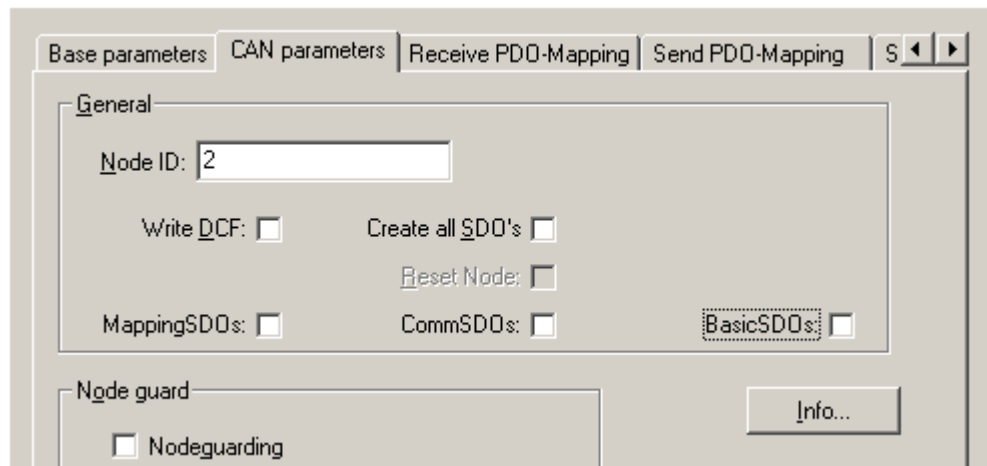 Base parameters CAN parameters Receive PDO-Mapping Send PDO-Mapping S
General
Node ID: 2
Write DCF: Create all SDO's
Reset Node:
MappingSDOs: CommSDOs: BasicSDOs:
Node guard
Info...
Nodeguarding